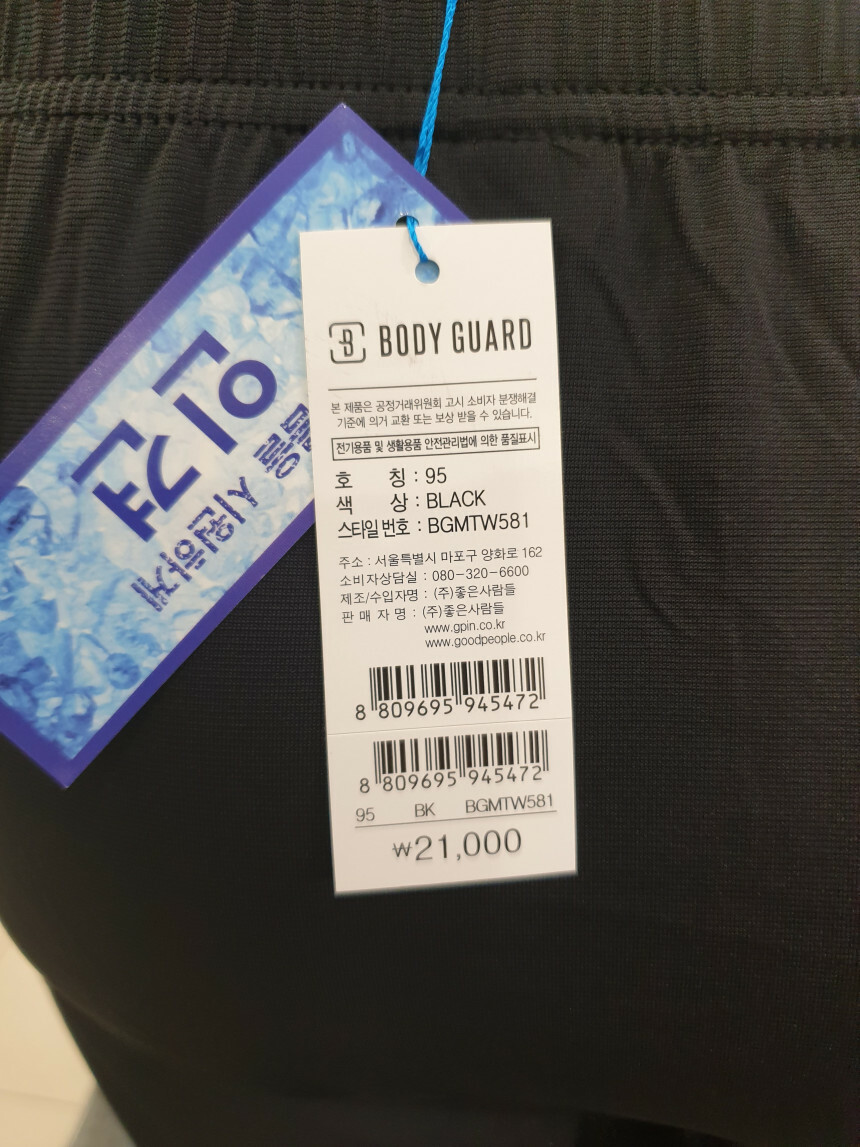 BODY GUARD
본 제품은 공정거래위원회 고시 소비자 분쟁해결
기준에 의거 교환 또는 보상 받을 수 있습니다.
전기용품 및 생활용품 안전관리법에 의한 품질표시
호 칭 : 95
색 상 : BLACK
스타일 번호 : BGMTW581
주소 : 서울특별시 마포구 양화로 162
소비자상담실 : 080-320-6600
제조/수입자명 : (주)좋은사람들
판 매 자 명 : (주)좋은사람들
www.gpin.co.kr
www.goodpeople.co.kr
8 809695 945472
8 809695 945472
95 BK BGMTW581
₩21,000
인견
시원하게